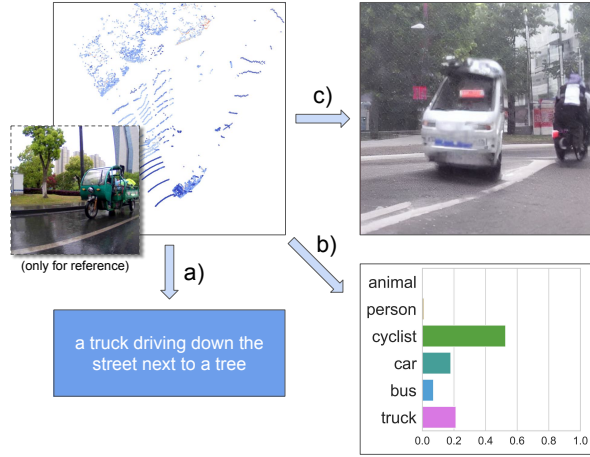 c)
(only for reference)
a)
b)
a truck driving down the
street next to a tree
animal
person
cyclist
car
bus
truck
0.0 0.2 0.4 0.6 0.8 1.0